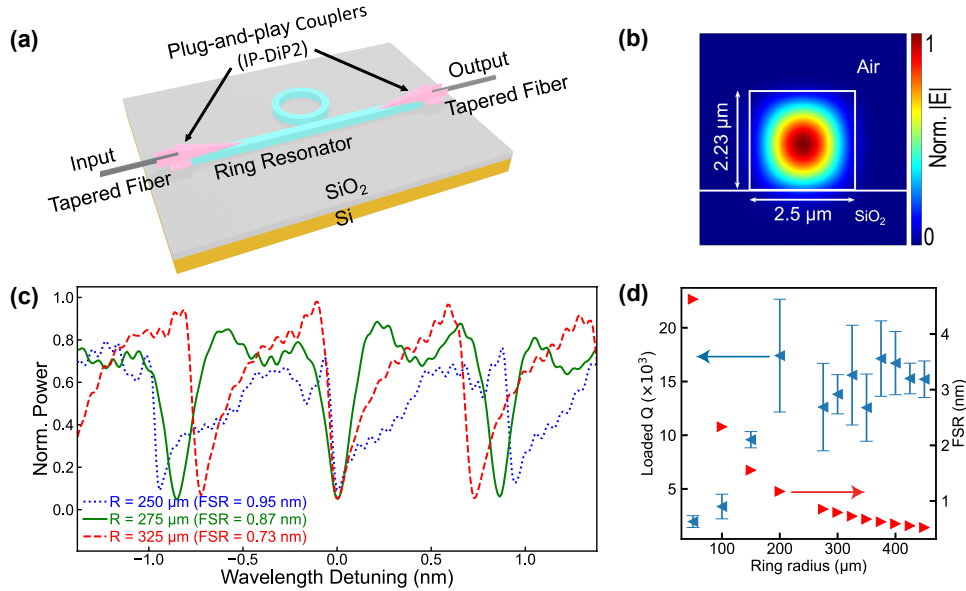 (a)
Plug-and-play Couplers
(IP-DiP2)
Output
Tapered Fiber
Input
Tapered Fiber
Ring Resonator
SiO2
Si
(b)
Air
2.23 µm
2.5 µm
SiO2
1
0
Norm. |E|
(c)
1.0
0.8
0.6
0.4
0.2
0.0
Norm. Power
R = 250 µm (FSR = 0.95 nm)
R = 275 µm (FSR = 0.87 nm)
R = 325 µm (FSR = 0.73 nm)
−1.0 −0.5 0.0 0.5 1.0
Wavelength Detuning (nm)
(d)
20
15
10
5
Loaded Q (×10³)
4
3
2
1
FSR (nm)
100 200 300 400
Ring radius (µm)